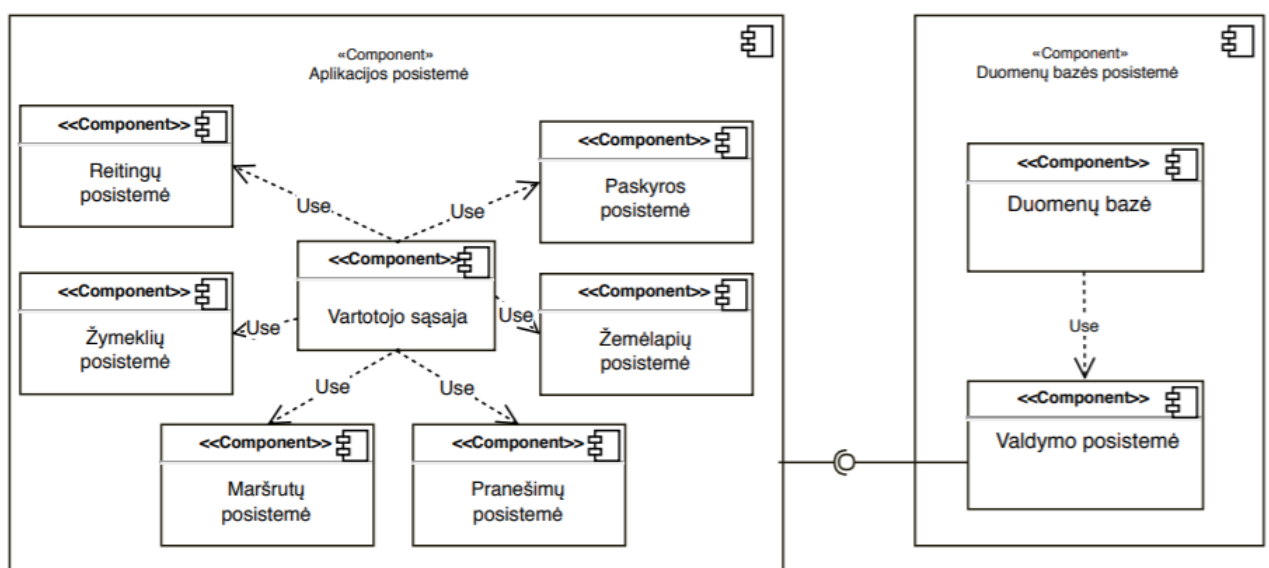 «Component»
Aplikacijos posistemė
<<Component>>
Reitingų
posistemė
<<Component>>
Paskyros
posistemė
Use
Use
<<Component>>
Vartotojo sąsaja
<<Component>>
Žymeklių
posistemė
Use
<<Component>>
Žemėlapių
posistemė
Use
Use
Use
<<Component>>
Maršrutų
posistemė
<<Component>>
Pranešimų
posistemė
«Component»
Duomenų bazės posistemė
<<Component>>
Duomenų bazė
Use
<<Component>>
Valdymo posistemė